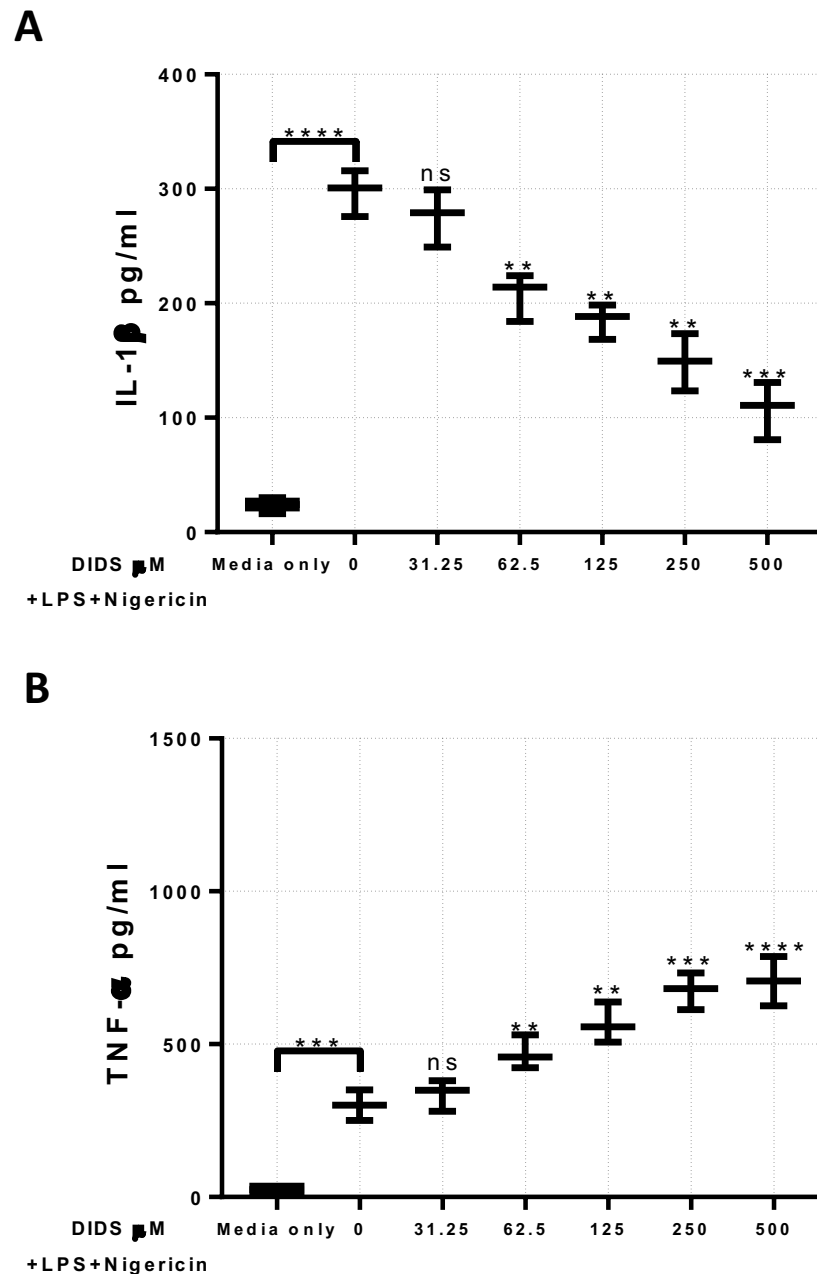 A
400
****
300
ns
**
**
200
**
***
100
0
IL-1β pg/ml
DIDS μM Media only 0 31.25 62.5 125 250 500
+LPS+Nigericin
B
1500
1000
****
***
**
**
500
***
ns
0
TNF-α pg/ml
DIDS μM Media only 0 31.25 62.5 125 250 500
+LPS+Nigericin